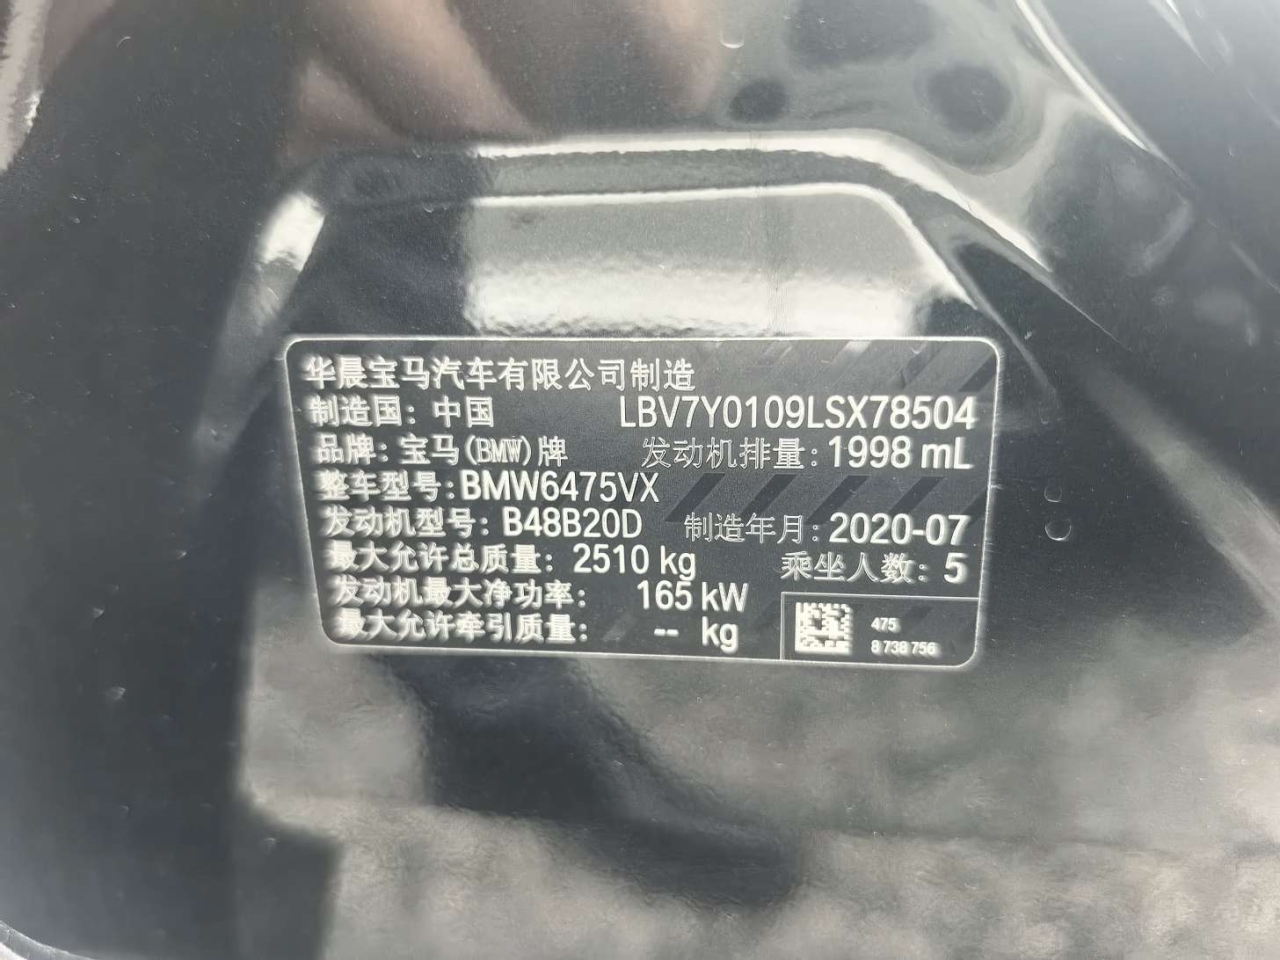 华晨宝马汽车有限公司制造
制造国: 中国 LBV7Y0109LSX78504
品牌: 宝马(BMW)牌 发动机排量: 1998 mL
整车型号: BMW6475VX
发动机型号: B48B20D 制造年月: 2020-07
最大允许总质量: 2510 kg 乘坐人数: 5
发动机最大净功率: 165 kW
最大允许牵引质量: -- kg
475
8 738 756